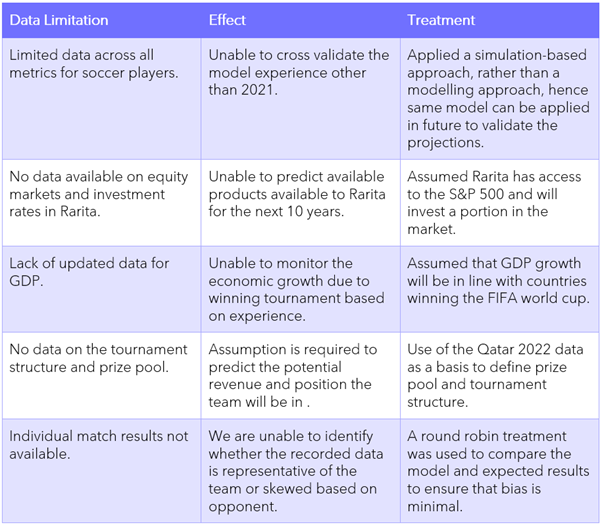 Data Limitation
Effect
Treatment
Limited data across all
metrics for soccer players.
Unable to cross validate the
model experience other
than 2021.
Applied a simulation-based
approach, rather than a
modelling approach, hence
same model can be applied
in future to validate the
projections.
No data available on equity
markets and investment
rates in Rarita.
Unable to predict available
products available to Rarita
for the next 10 years.
Assumed Rarita has access
to the S&P 500 and will
invest a portion in the
market.
Lack of updated data for
GDP.
Unable to monitor the
economic growth due to
winning tournament based
on experience.
Assumed that GDP growth
will be in line with countries
winning the FIFA world cup.
No data on the tournament
structure and prize pool.
Assumption is required to
predict the potential
revenue and position the
team will be in .
Use of the Qatar 2022 data
as a basis to define prize
pool and tournament
structure.
Individual match results not
available.
We are unable to identify
whether the recorded data
is representative of the
team or skewed based on
opponent.
A round robin treatment
was used to compare the
model and expected results
to ensure that bias is
minimal.